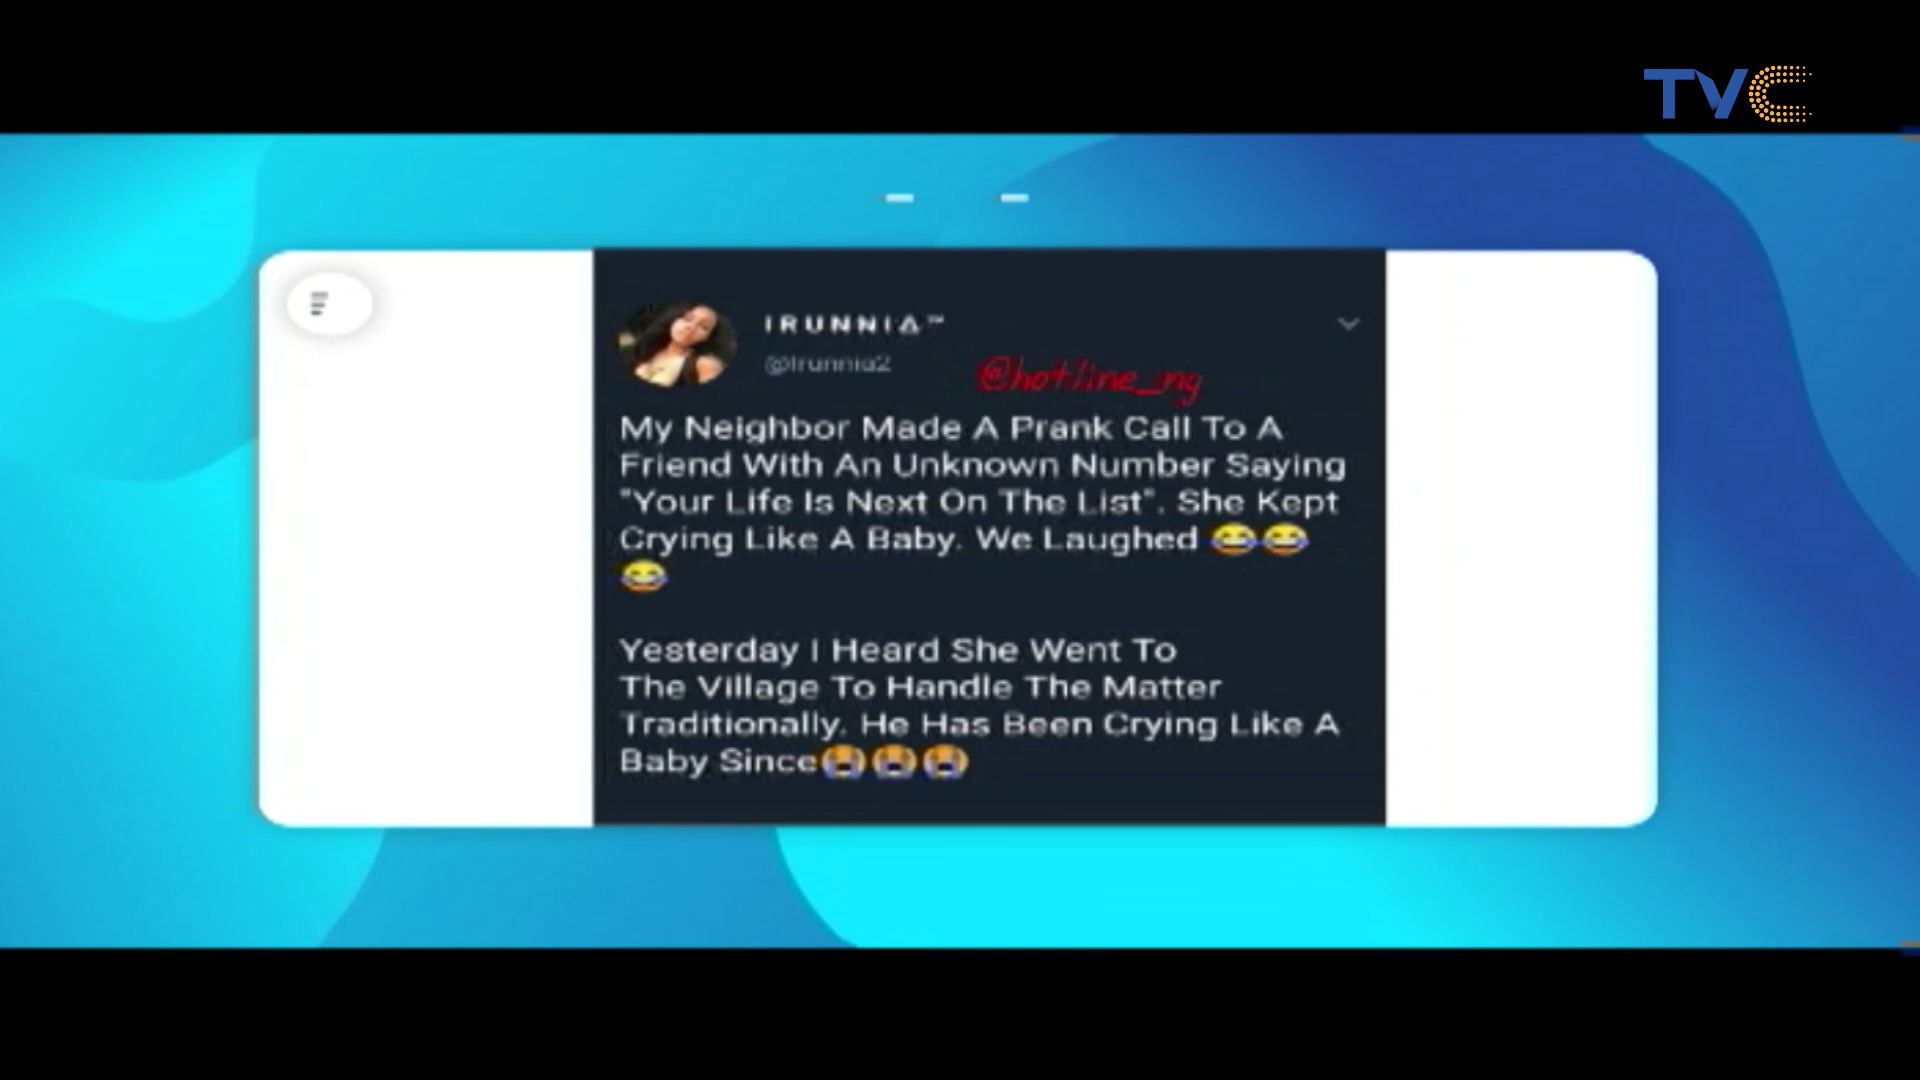 TVC
IRUNNIA™
@Irunnia2
@hotline_ng
My Neighbor Made A Prank Call To A
Friend With An Unknown Number Saying
"Your Life Is Next On The List". She Kept
Crying Like A Baby. We Laughed 😂😂
😂
Yesterday I Heard She Went To
The Village To Handle The Matter
Traditionally. He Has Been Crying Like A
Baby Since😭😭😭